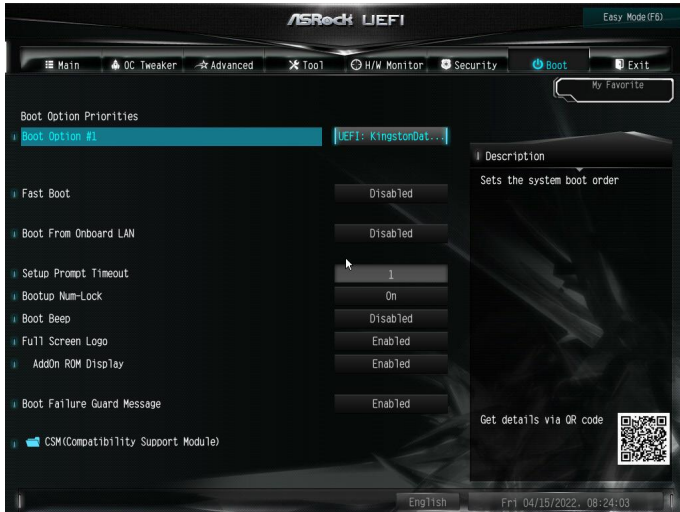 ASRock UEFI
Easy Mode(F6)
Main OC Tweaker Advanced Tool H/W Monitor Security Boot Exit
My Favorite
Boot Option Priorities
Boot Option #1 UEFI: KingstonDat...
Description
Sets the system boot order
Fast Boot Disabled
Boot From Onboard LAN Disabled
Setup Prompt Timeout 1
Bootup Num-Lock On
Boot Beep Disabled
Full Screen Logo Enabled
AddOn ROM Display Enabled
Boot Failure Guard Message Enabled
Get details via QR code
CSM(Compatibility Support Module)
English Fri 04/15/2022. 08:24:03